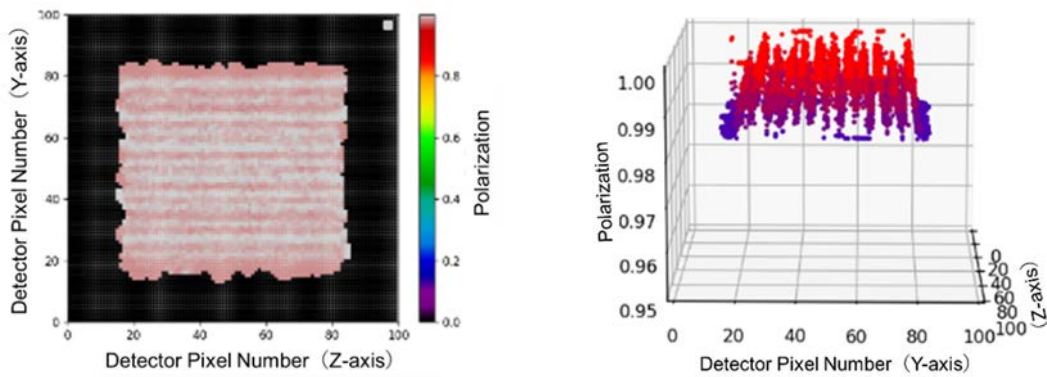 100
80
60
40
20
0
0 20 40 60 80 100
Detector Pixel Number (Y-axis)
Detector Pixel Number (Z-axis)
0.8
0.6
0.4
0.2
0.0
Polarization
1.00
0.99
0.98
0.97
0.96
0.95
Polarization
0 20 40 60 80 100
Detector Pixel Number (Y-axis)
0
20
40
60
80
100
(Z-axis)